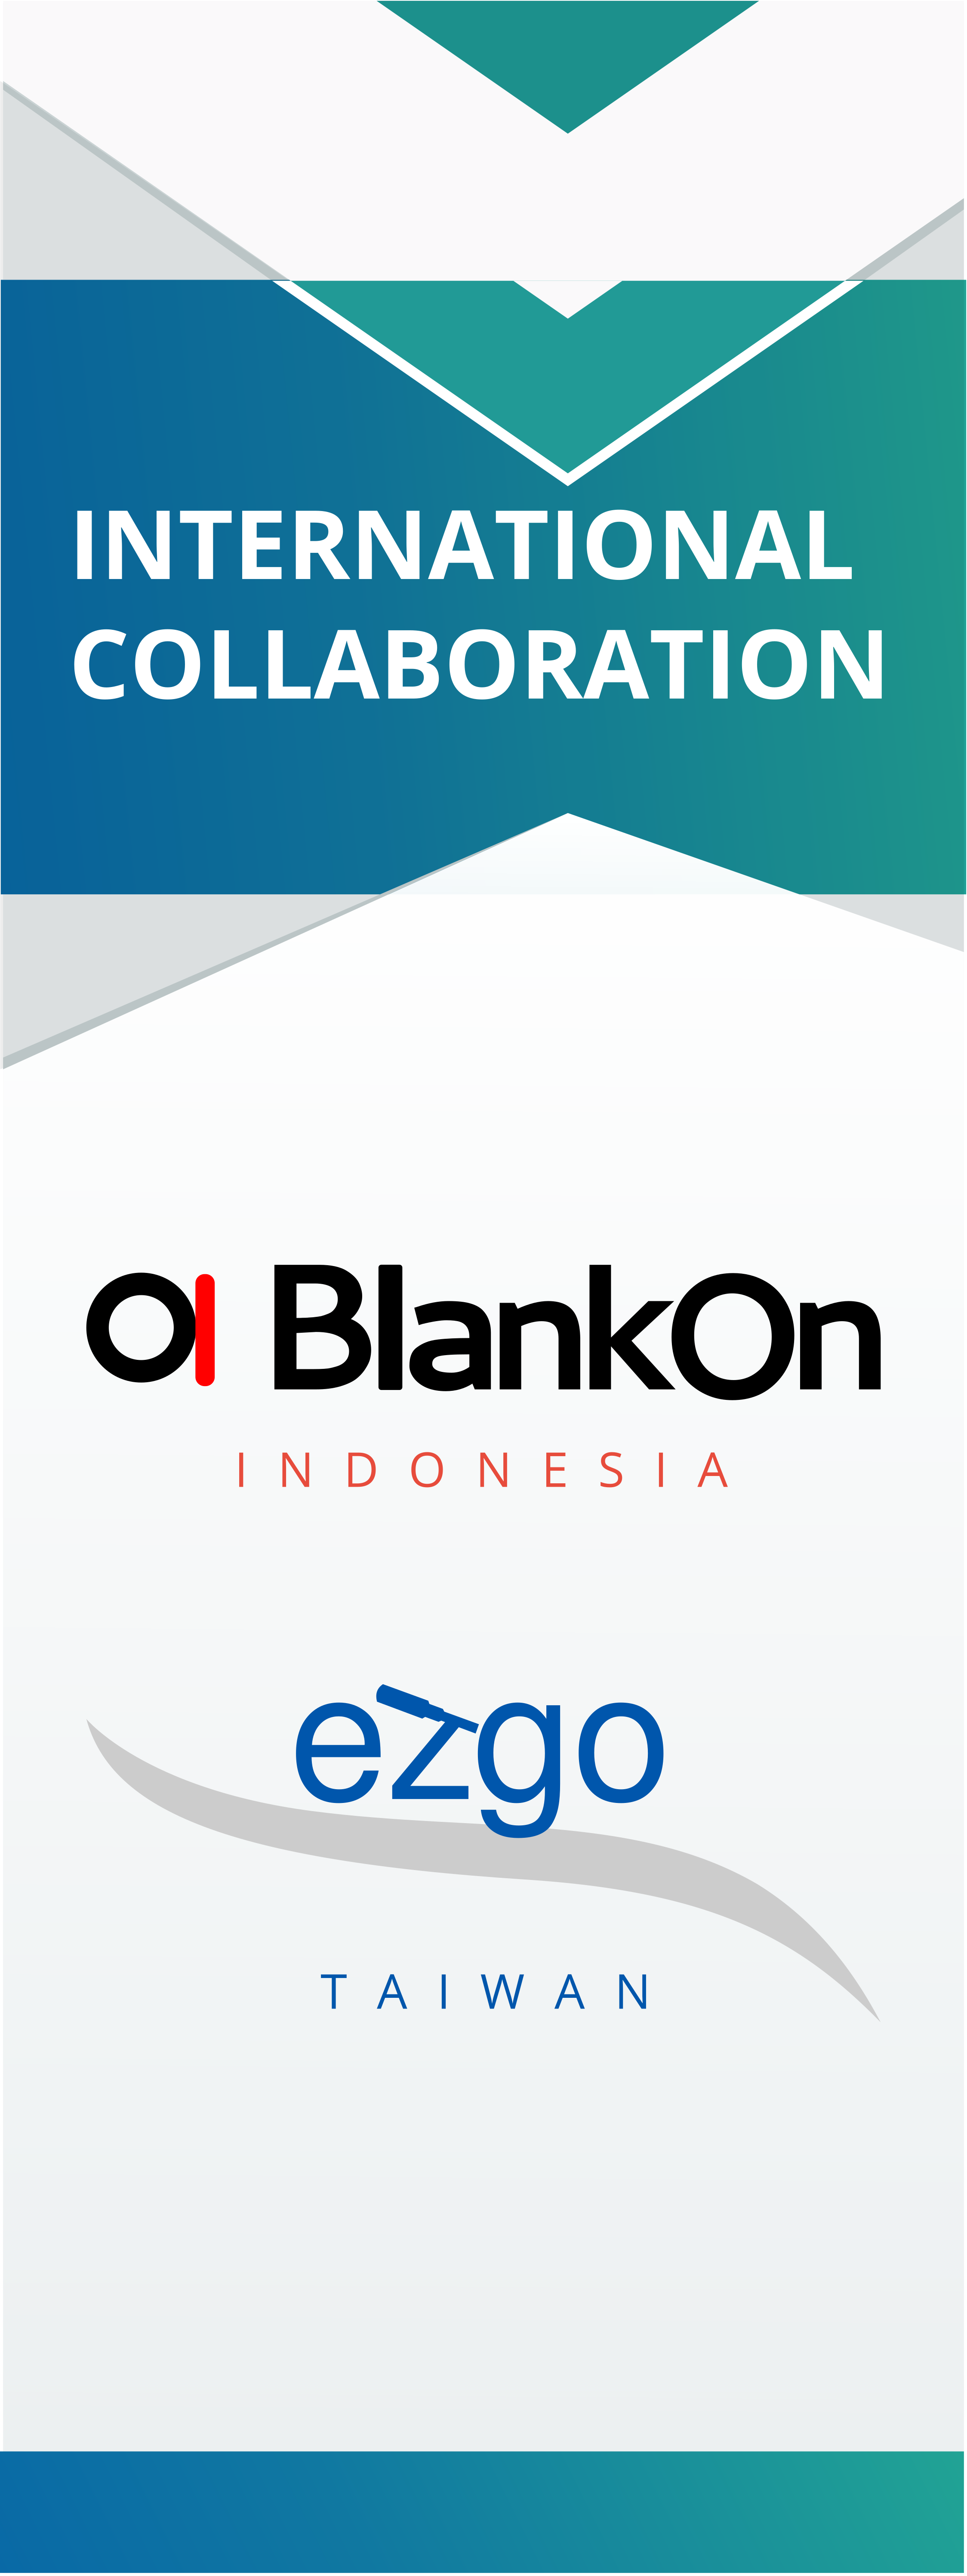 INTERNATIONAL
COLLABORATION
BlankOn
INDONESIA
ezgo
TAIWAN